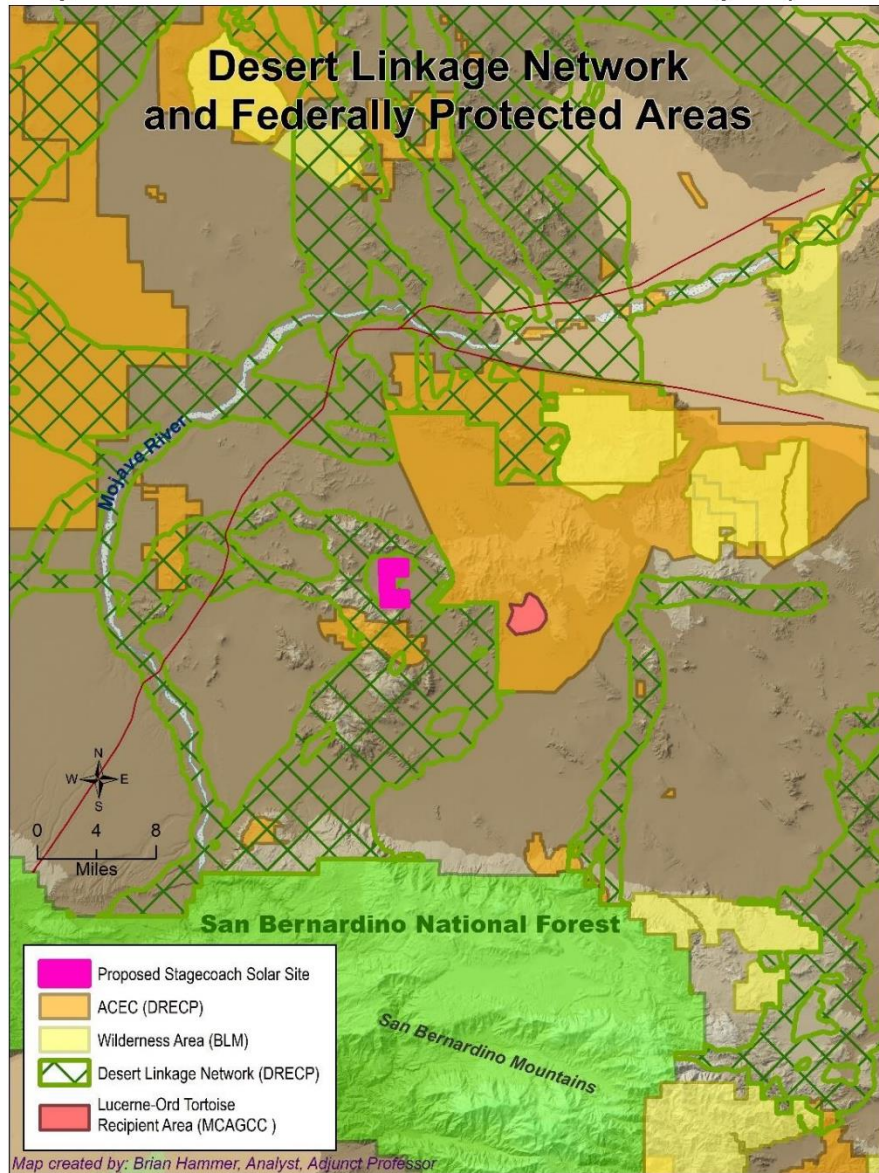 Desert Linkage Network
and Federally Protected Areas
Mojave River
N
W E
S
0 4 8
Miles
San Bernardino National Forest
San Bernardino Mountains
Proposed Stagecoach Solar Site
ACEC (DRECP)
Wilderness Area (BLM)
Desert Linkage Network (DRECP)
Lucerne-Ord Tortoise
Recipient Area (MCAGCC )
Map created by: Brian Hammer, Analyst, Adjunct Professor